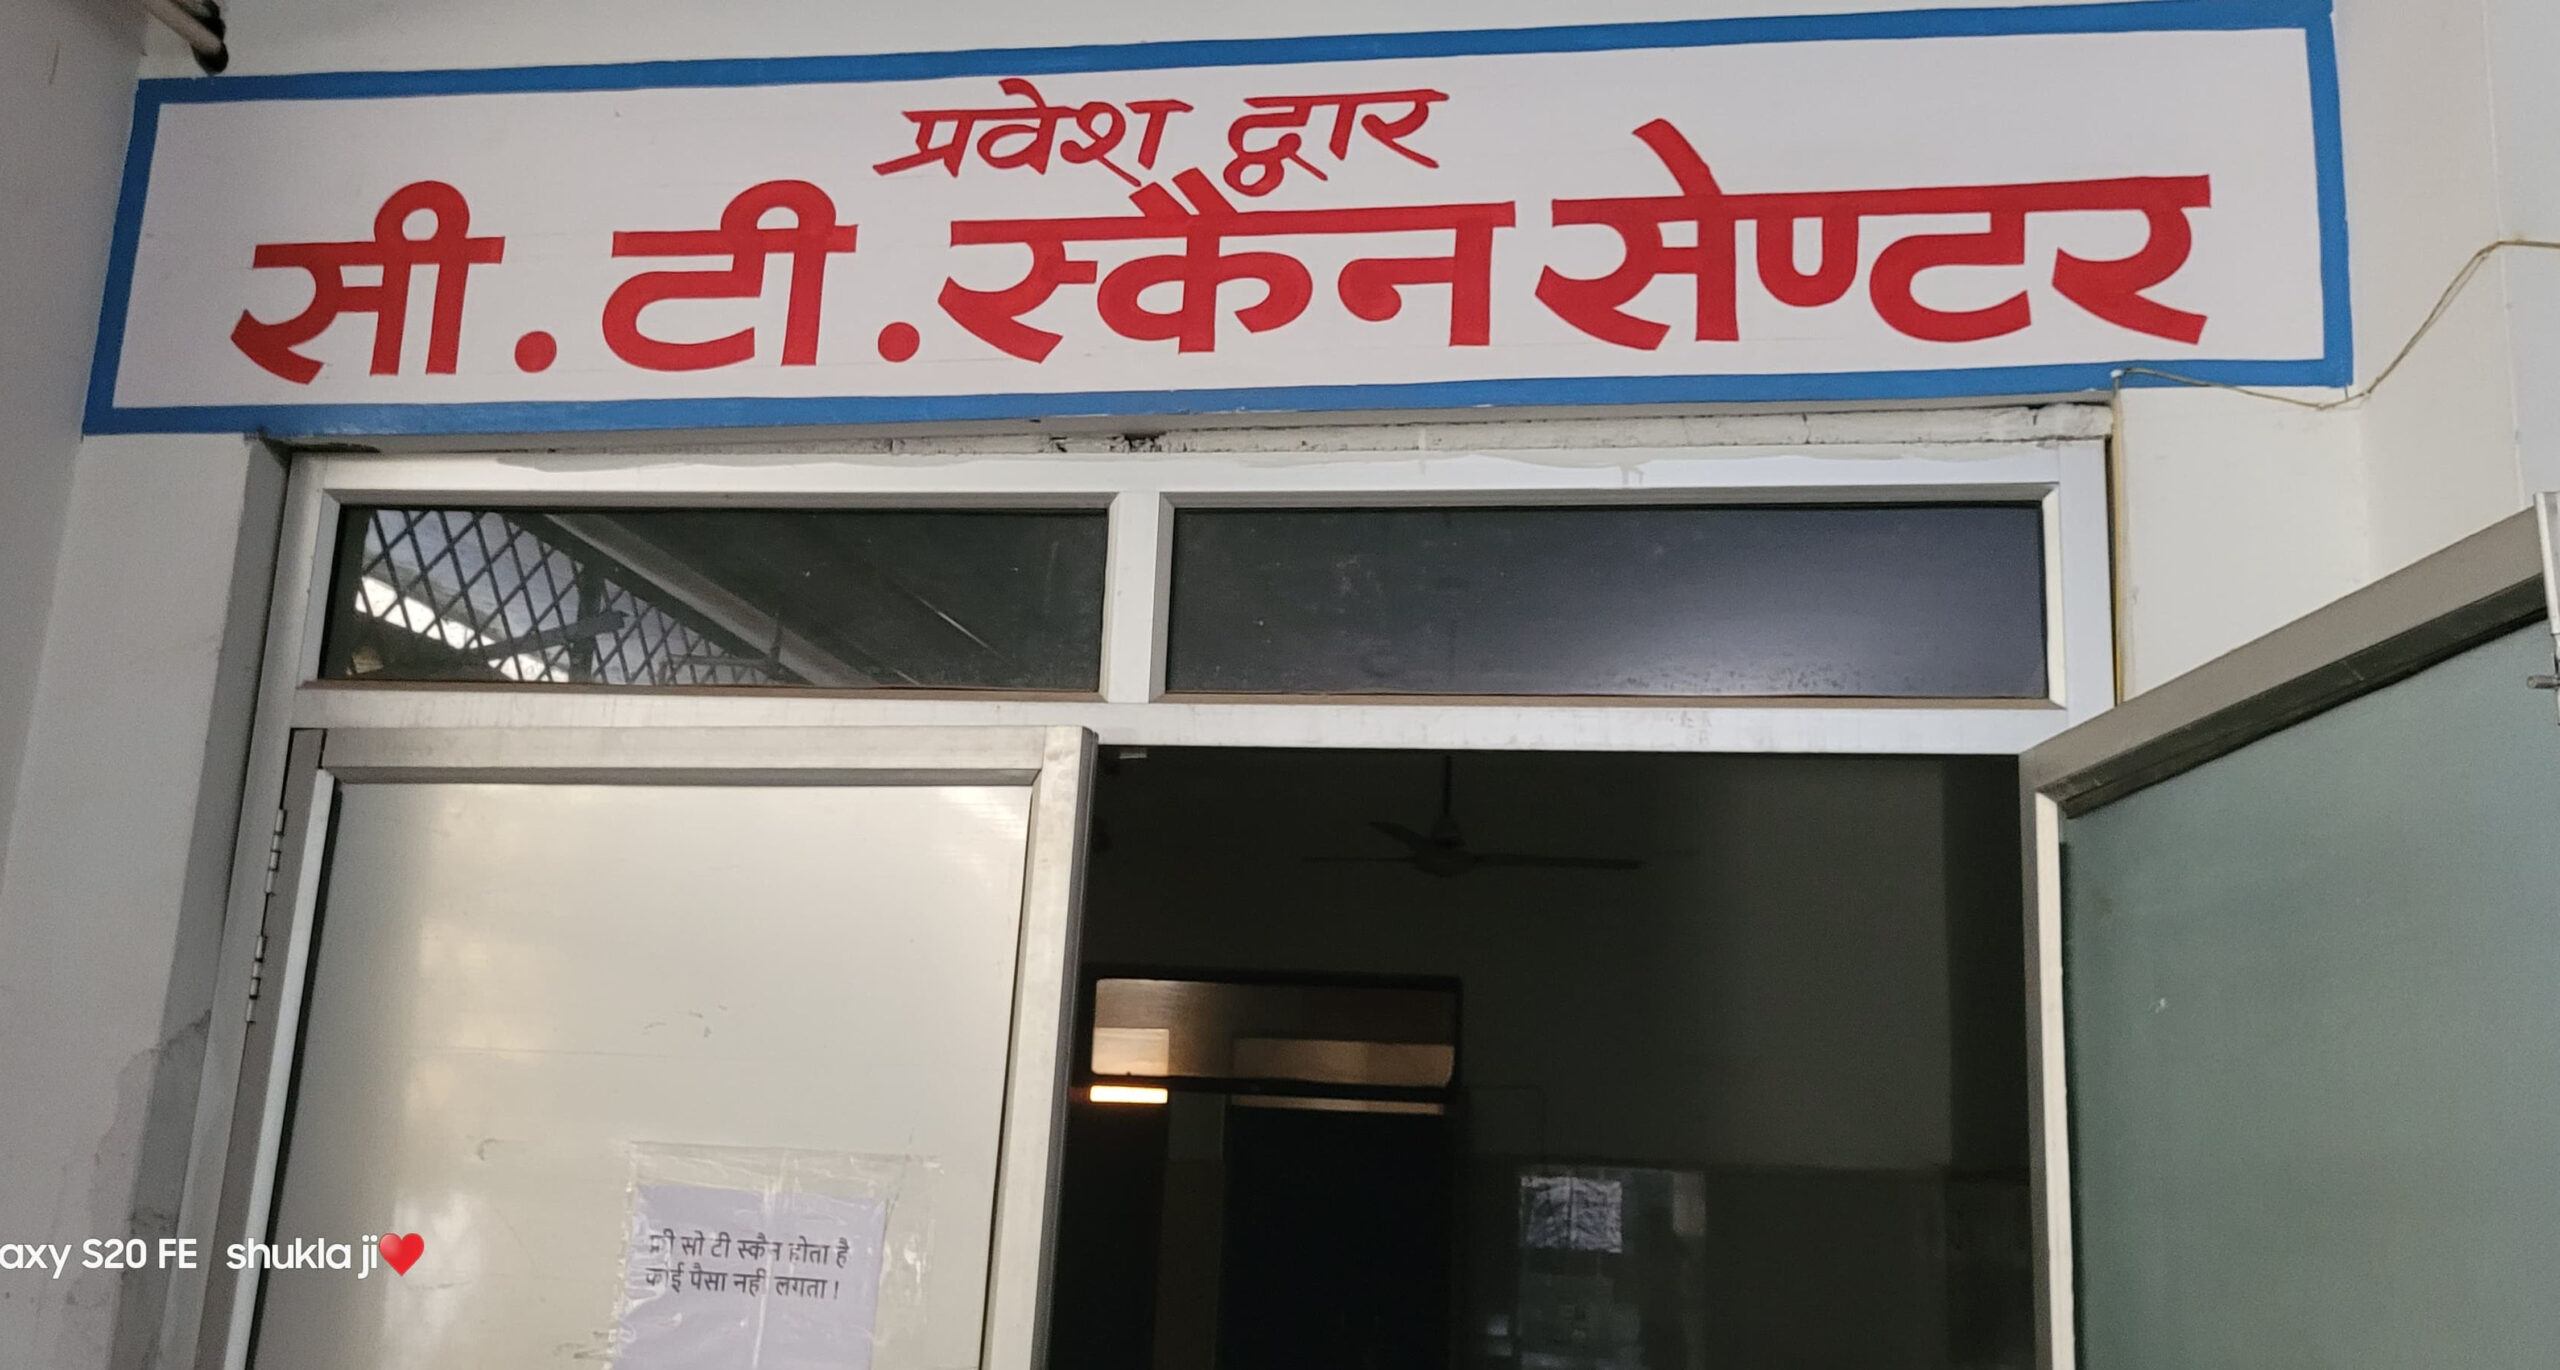 प्रवेश द्वार
सी.टी.स्कैन सेण्टर
फ्री सी टी स्कैन होता है
कोई पैसा नही लगता।
axy S20 FE shukla ji❤️